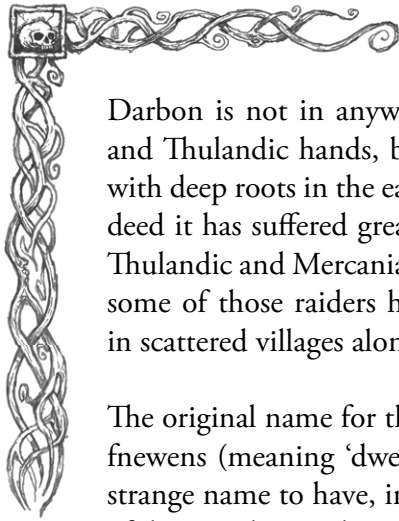 Darbon is not in anyw
and Thulandic hands, b
with deep roots in the ea
deed it has suffered grea
Thulandic and Mercania
some of those raiders h
in scattered villages alon
The original name for th
fnewens (meaning ‘dwe
strange name to have, in